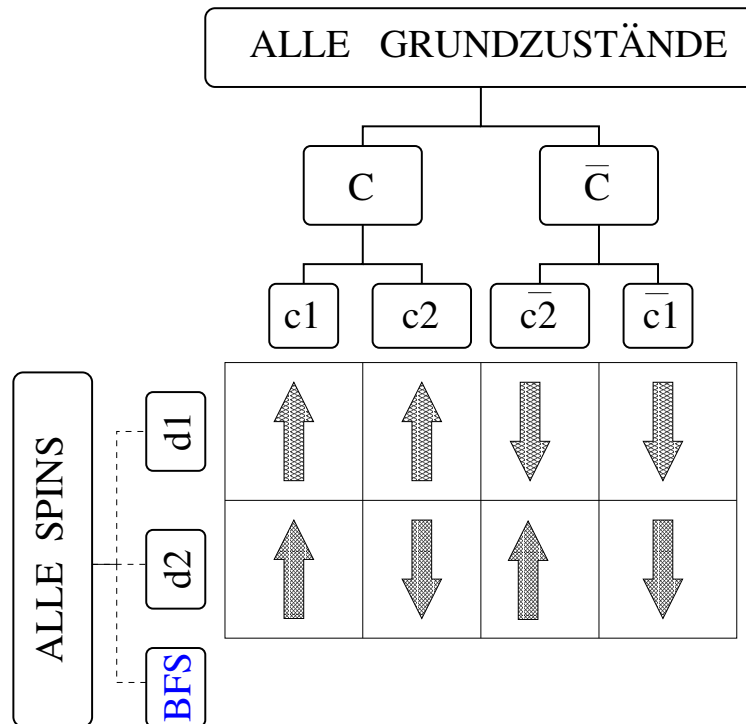 ALLE GRUNDZUSTÄNDE
C
C̅
c1
c2
c̅2̅
c̅1̅
ALLE SPINS
d1
d2
BFS